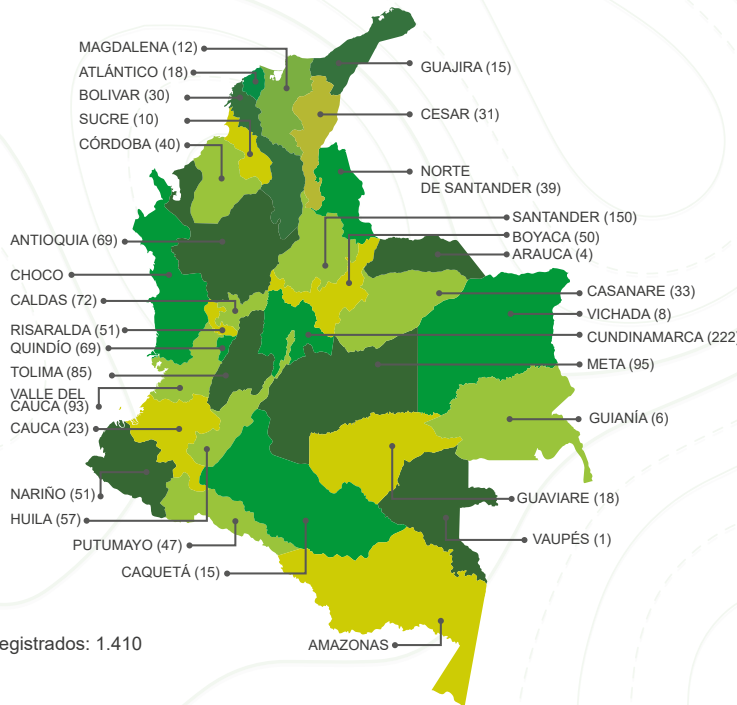 MAGDALENA (12)
ATLÁNTICO (18)
BOLIVAR (30)
SUCRE (10)
CÓRDOBA (40)
GUAJIRA (15)
CESAR (31)
NORTE
DE SANTANDER (39)
SANTANDER (150)
BOYACA (50)
ARAUCA (4)
ANTIOQUIA (69)
CHOCO
CALDAS (72)
RISARALDA (51)
QUINDÍO (69)
TOLIMA (85)
VALLE DEL
CAUCA (93)
CAUCA (23)
CASANARE (33)
VICHADA (8)
CUNDINAMARCA (222)
META (95)
GUIANÍA (6)
NARIÑO (51)
HUILA (57)
PUTUMAYO (47)
CAQUETÁ (15)
GUAVIARE (18)
VAUPÉS (1)
AMAZONAS
egistrados: 1.410